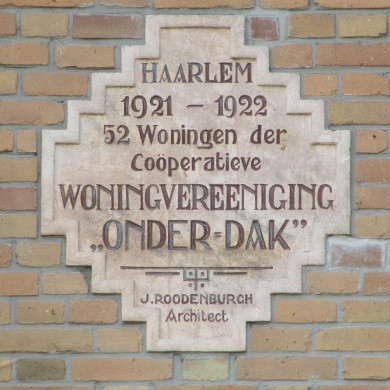 HAARLEM
1921 – 1922
52 Woningen der
Coöperatieve
WONINGVEREENIGING
„ONDER=DAK”
J. ROODENBURGH
Architect